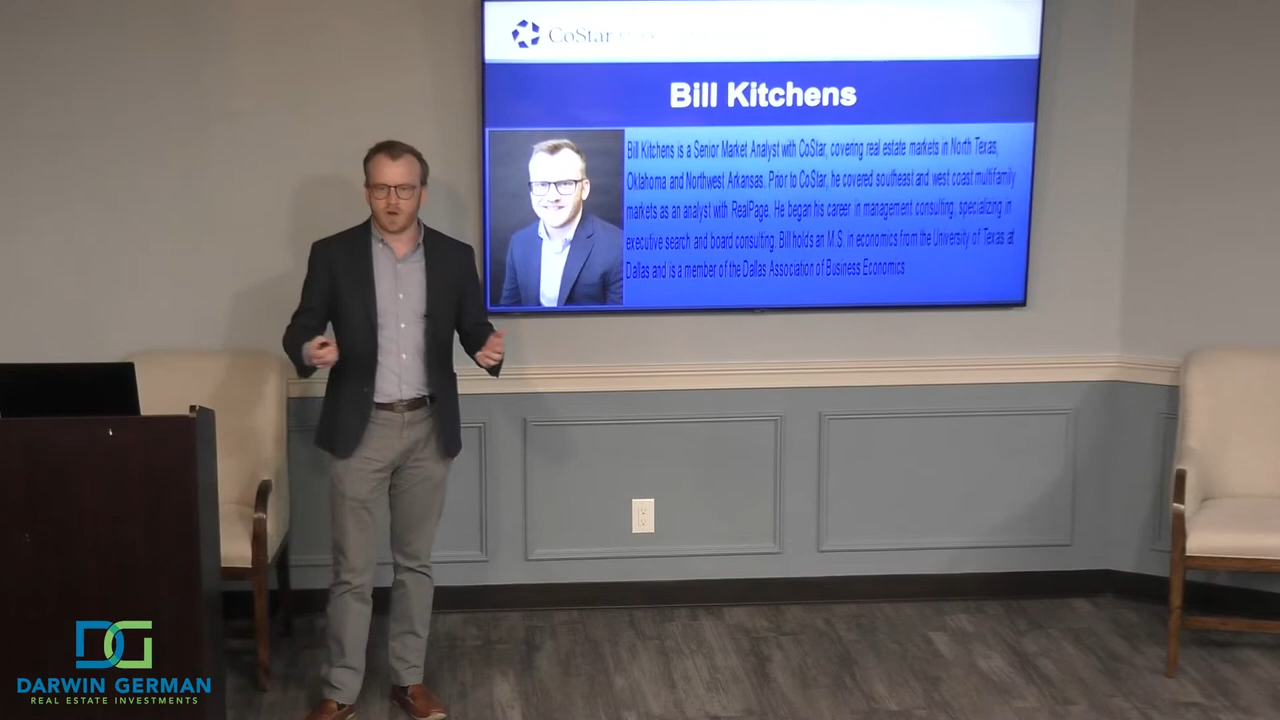 CoStar
Bill Kitchens
Bill Kitchens is a Senior Market Analyst with CoStar, covering real estate markets in North Texas,
Oklahoma and Northwest Arkansas. Prior to CoStar, he covered southeast and west coast multifamily
markets as an analyst with RealPage. He began his career in management consulting, specializing in
executive search and board consulting. Bill holds an M.S. in economics from the University of Texas at
Dallas and is a member of the Dallas Association of Business Economics
DG
DARWIN GERMAN
REAL ESTATE INVESTMENTS